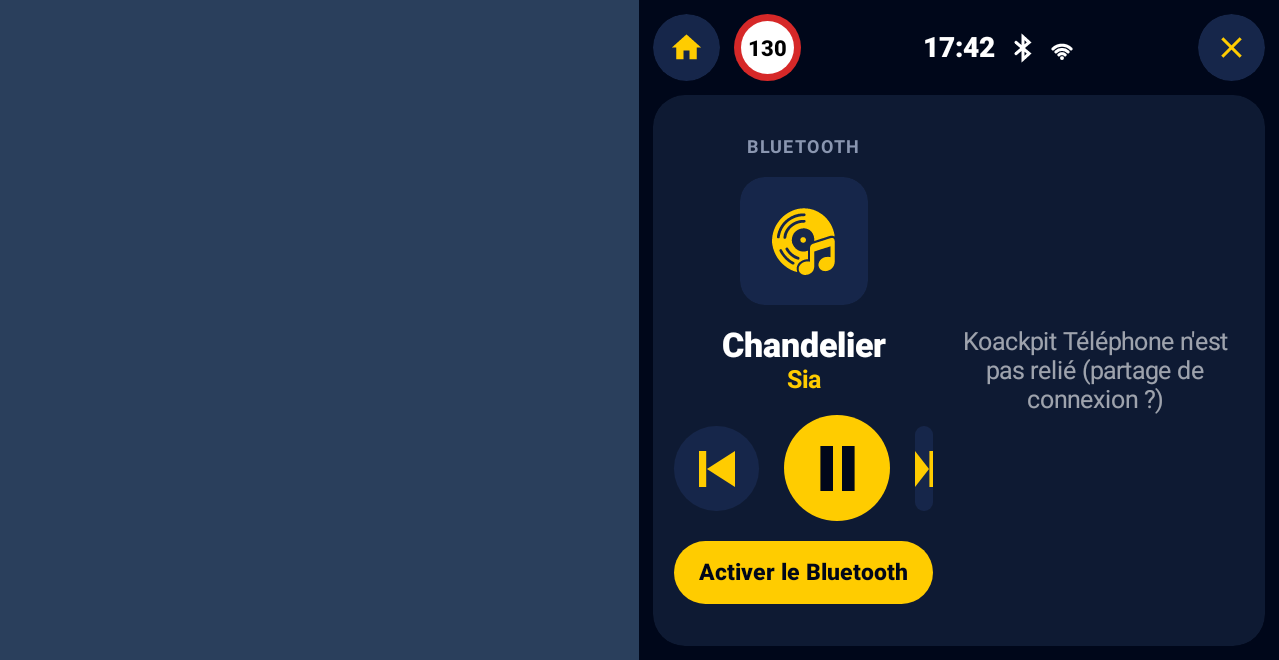 130
17:42
BLUETOOTH
Chandelier
Sia
Activer le Bluetooth
Koackpit Téléphone n'est
pas relié (partage de
connexion ?)